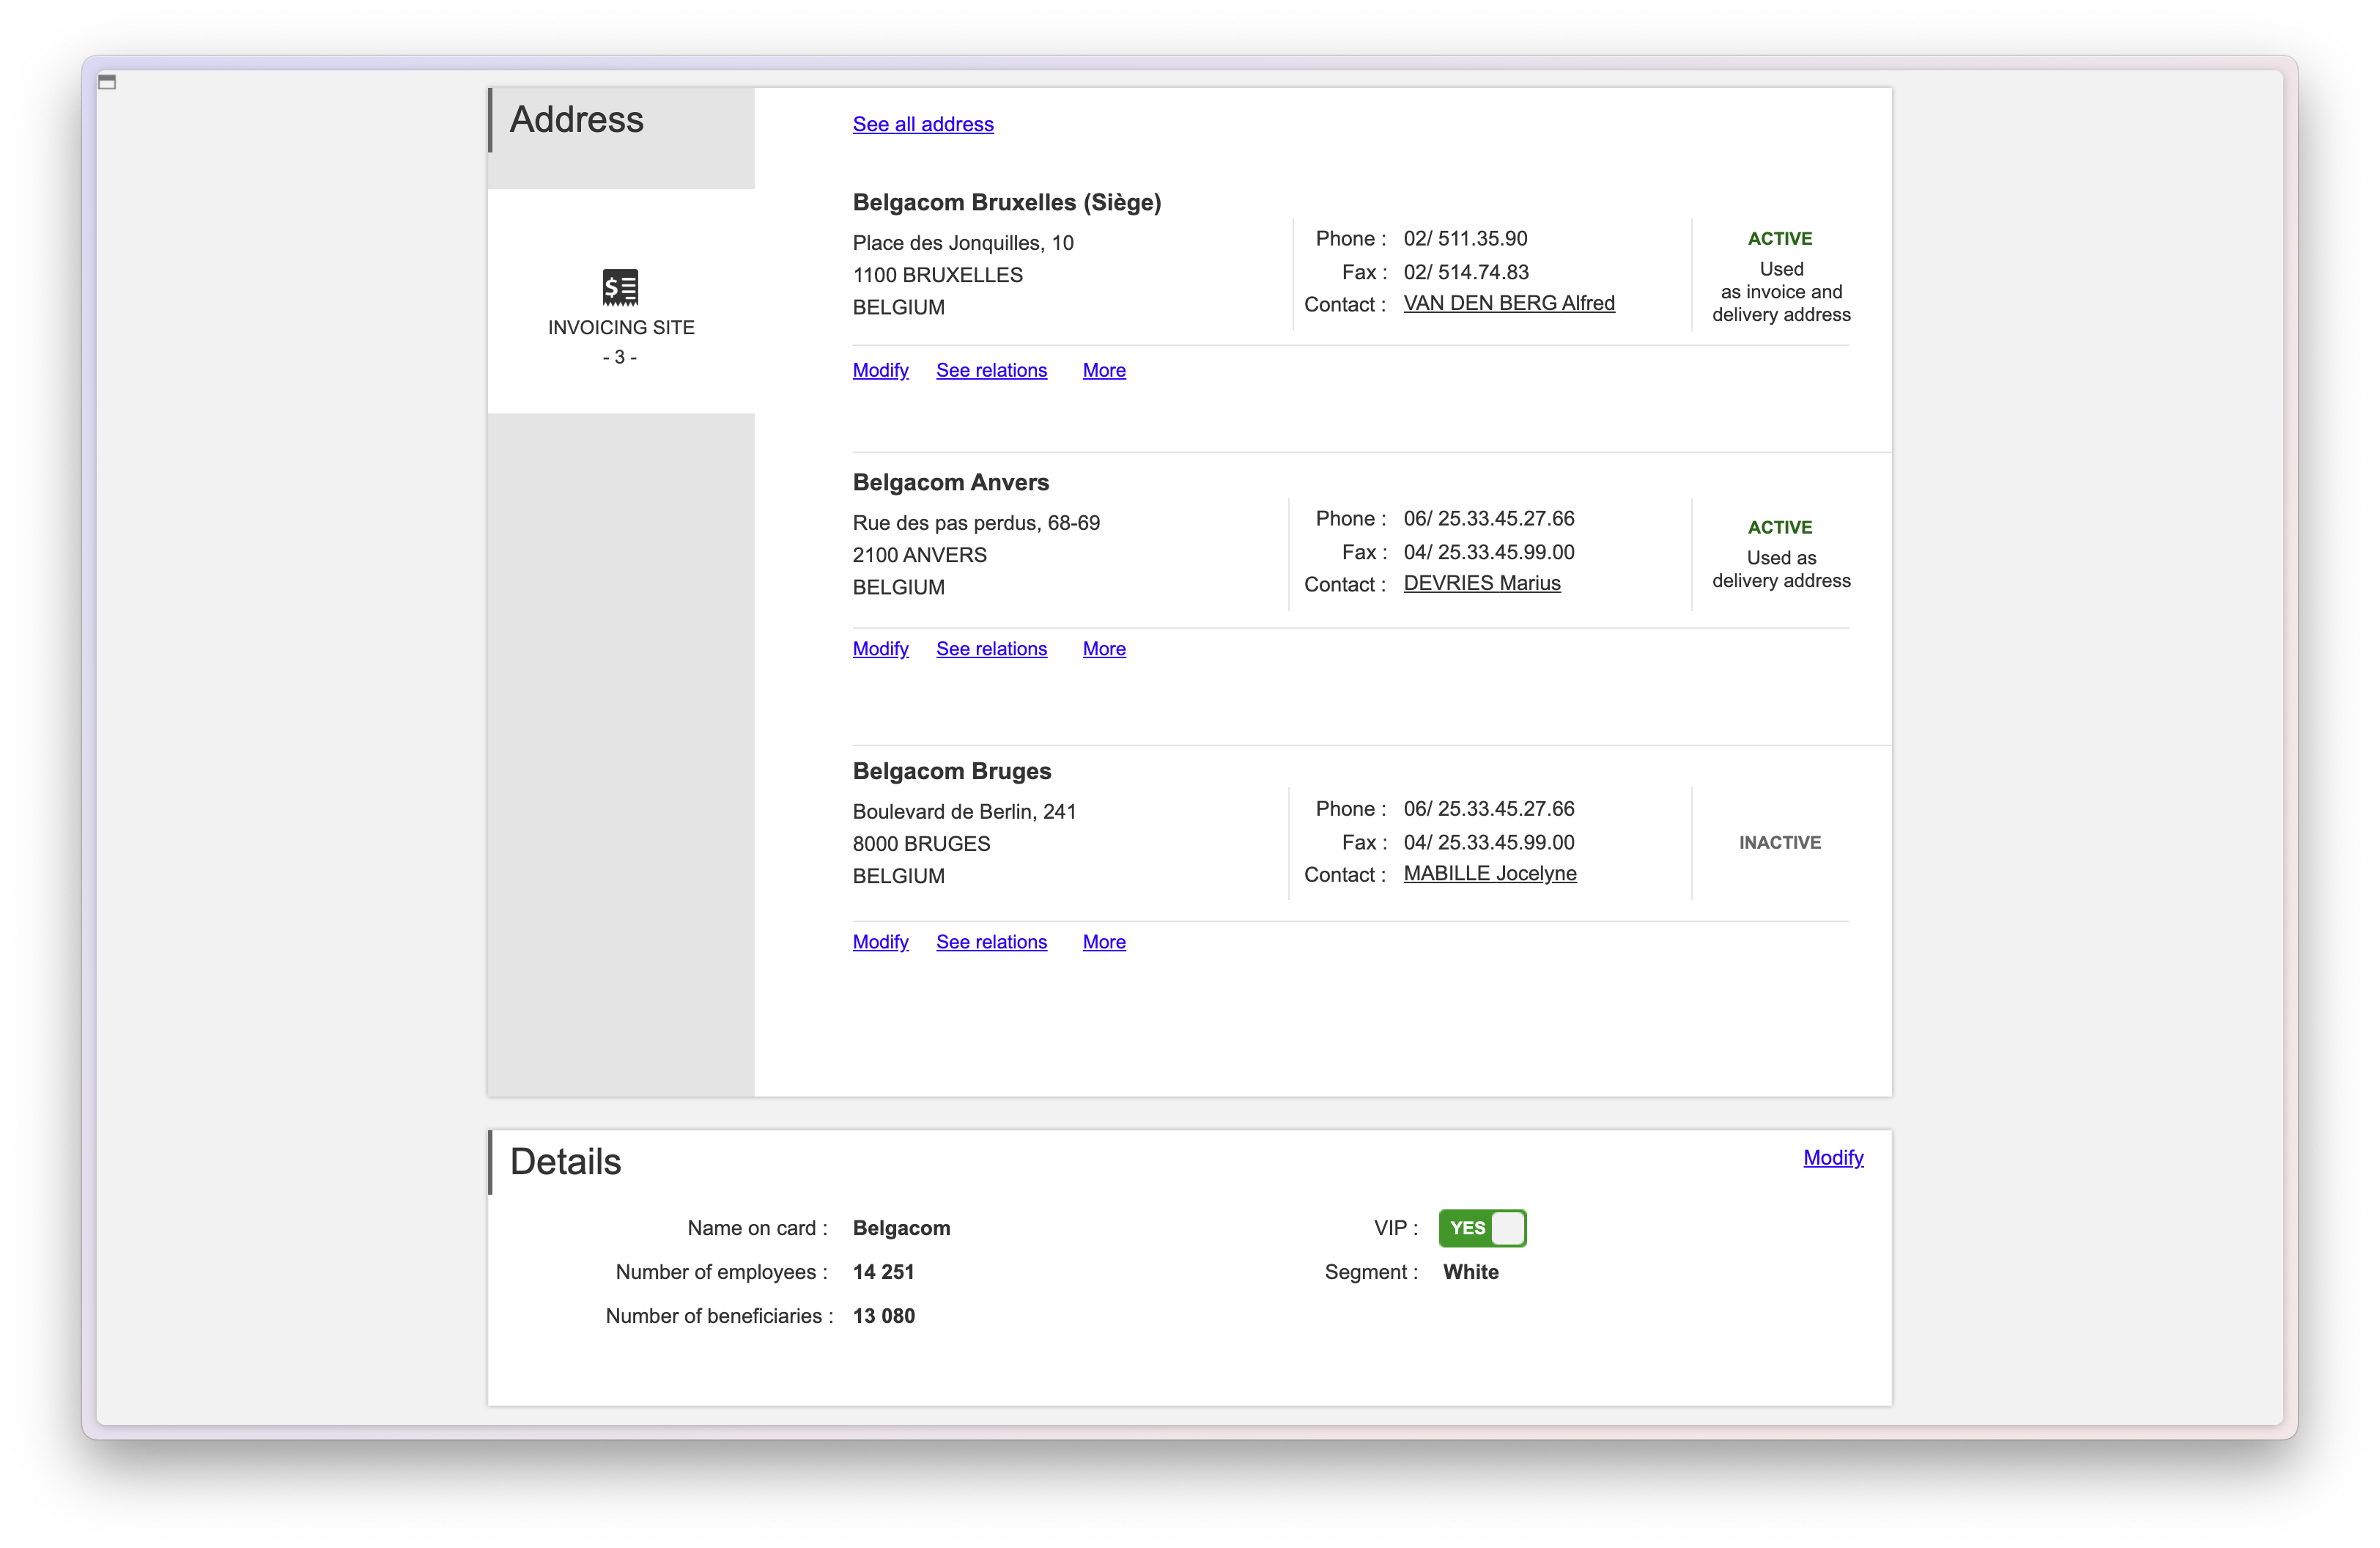 Address
See all address
INVOICING SITE
- 3 -
Belgacom Bruxelles (Siège)
Place des Jonquilles, 10
1100 BRUXELLES
BELGIUM
Phone : 02/ 511.35.90
Fax : 02/ 514.74.83
Contact : VAN DEN BERG Alfred
ACTIVE
Used
as invoice and
delivery address
Modify See relations More
Belgacom Anvers
Rue des pas perdus, 68-69
2100 ANVERS
BELGIUM
Phone : 06/ 25.33.45.27.66
Fax : 04/ 25.33.45.99.00
Contact : DEVRIES Marius
ACTIVE
Used as
delivery address
Modify See relations More
Belgacom Bruges
Boulevard de Berlin, 241
8000 BRUGES
BELGIUM
Phone : 06/ 25.33.45.27.66
Fax : 04/ 25.33.45.99.00
Contact : MABILLE Jocelyne
INACTIVE
Modify See relations More
Details
Modify
Name on card : Belgacom
VIP : YES
Number of employees : 14 251
Segment : White
Number of beneficiaries : 13 080